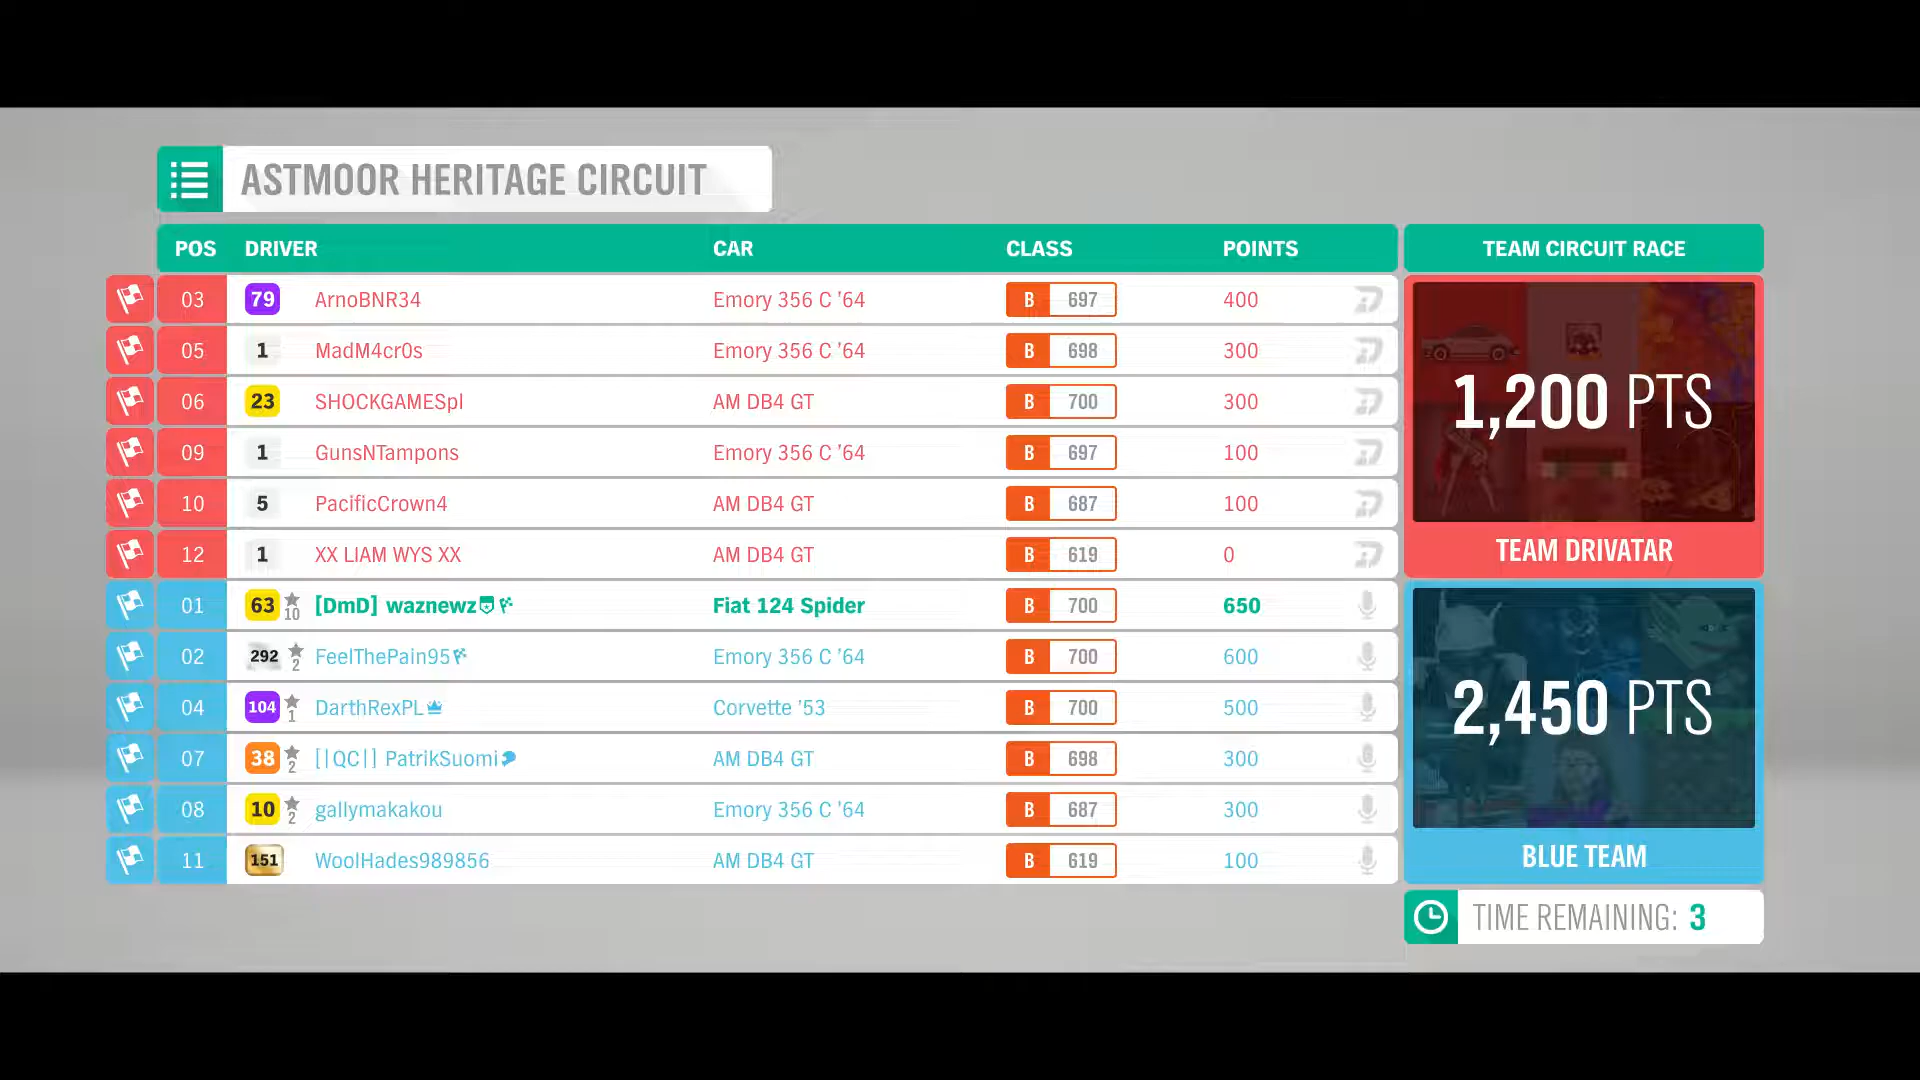 ASTMOOR HERITAGE CIRCUIT
POS DRIVER CAR CLASS POINTS TEAM CIRCUIT RACE
03 79 ArnoBNR34 Emory 356 C '64 B 697 400
05 1 MadM4cr0s Emory 356 C '64 B 698 300
06 23 SHOCKGAMESpl AM DB4 GT B 700 300
09 1 GunsNTampons Emory 356 C '64 B 697 100
10 5 PacificCrown4 AM DB4 GT B 687 100
12 1 XX LIAM WYS XX AM DB4 GT B 619 0
1,200 PTS
TEAM DRIVATAR
01 63 10 [DmD] waznewz Fiat 124 Spider B 700 650
02 292 2 FeelThePain95 Emory 356 C '64 B 700 600
04 104 1 DarthRexPL Corvette '53 B 700 500
07 38 2 [||QC||] PatrikSuomi AM DB4 GT B 698 300
08 10 2 gallymakakou Emory 356 C '64 B 687 300
11 151 WoolHades989856 AM DB4 GT B 619 100
2,450 PTS
BLUE TEAM
TIME REMAINING: 3